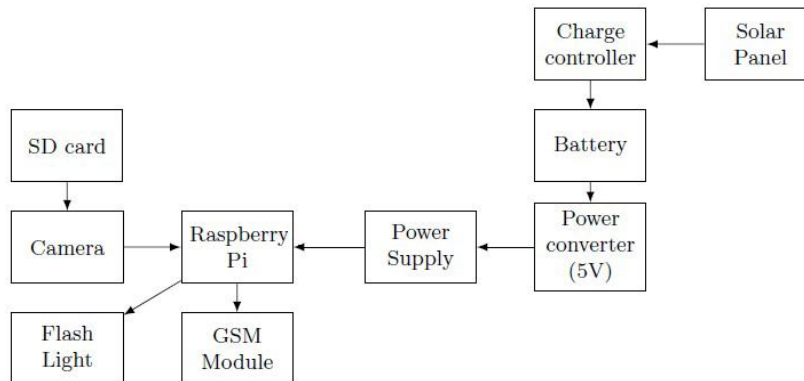 Charge
controller
Solar
Panel
SD card
Battery
Camera
Raspberry
Pi
Power
Supply
Power
converter
(5V)
Flash
Light
GSM
Module